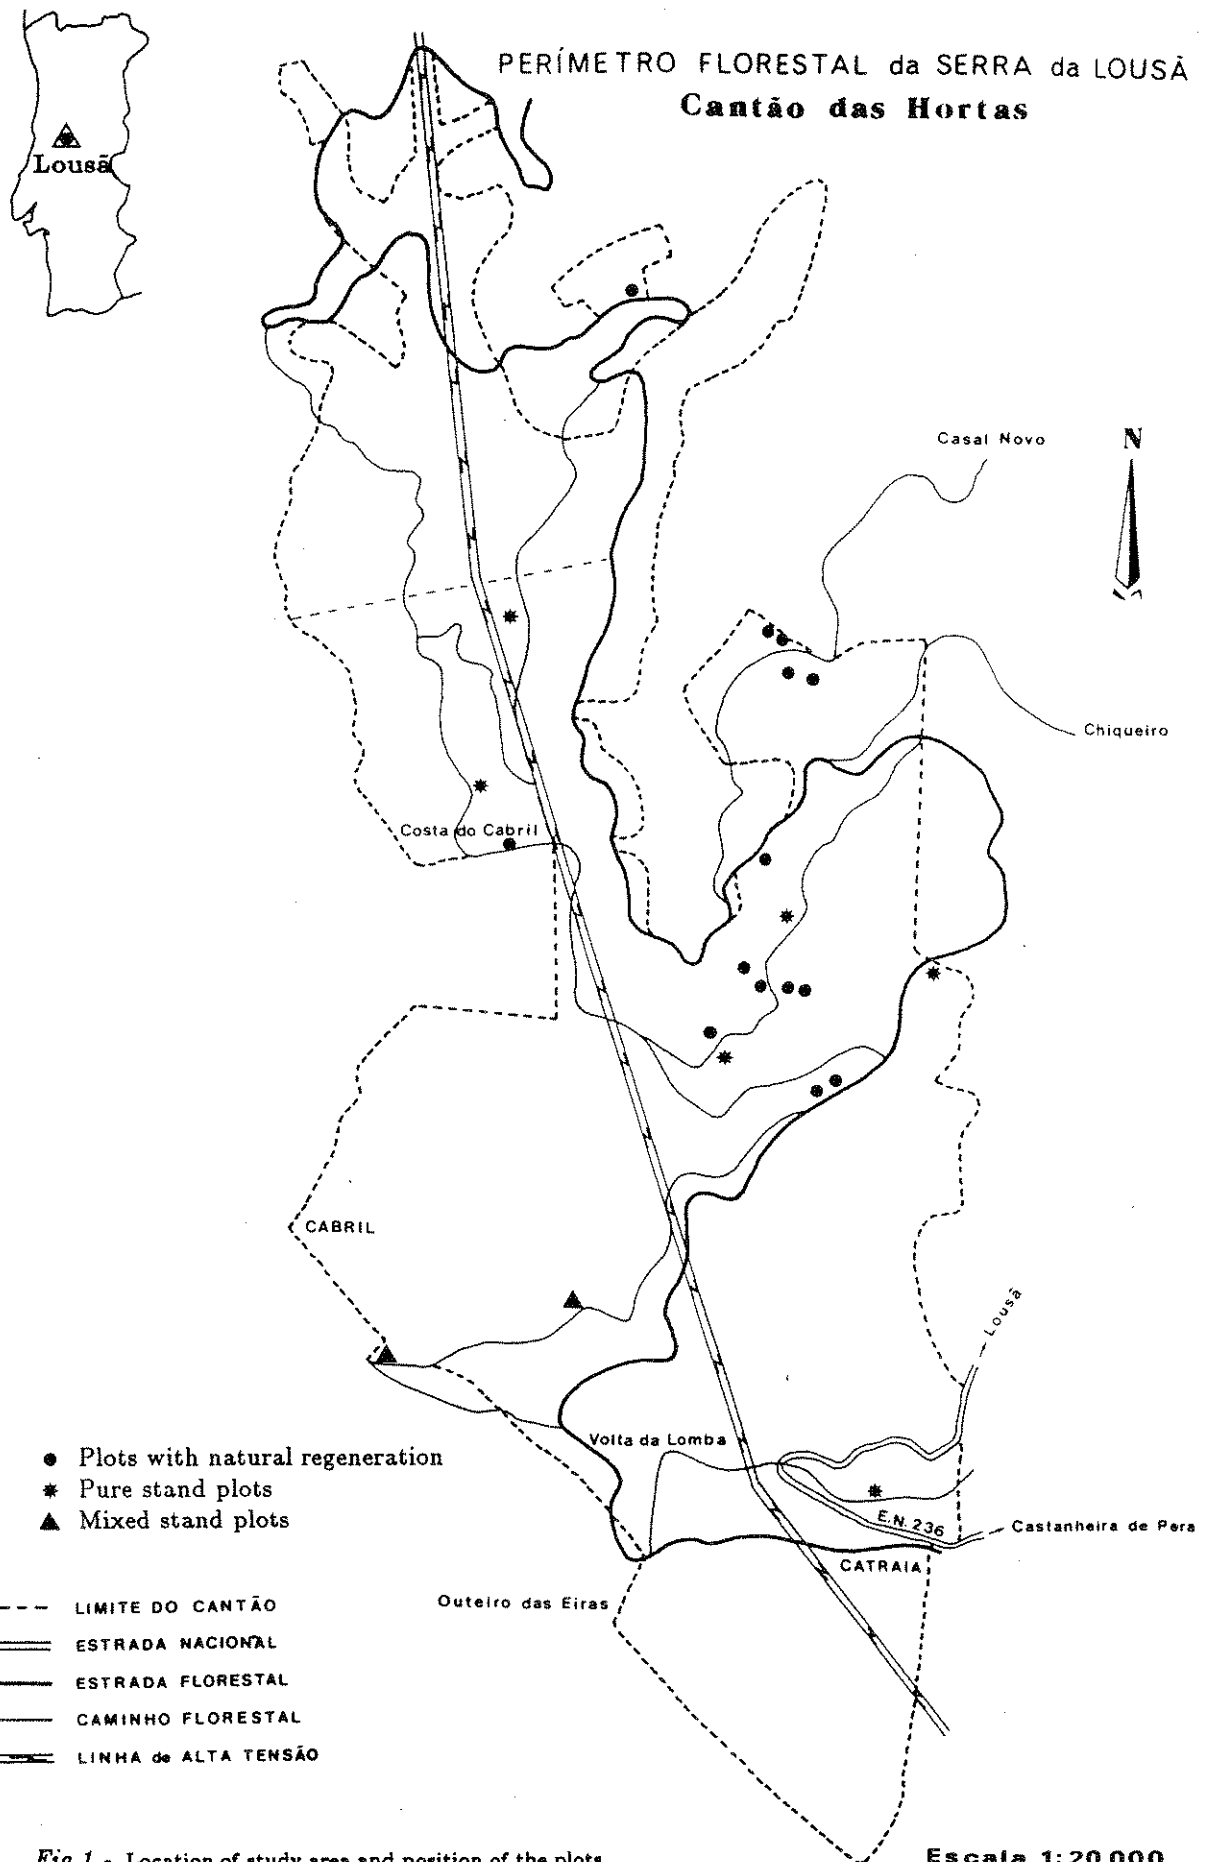 PERÍMETRO FLORESTAL da SERRA da LOUSÃ
Cantão das Hortas
Lousã
Casal Novo
N
Chiqueiro
Costa do Cabril
CABRIL
Lousã
Volta da Lomba
E.N. 236
Castanheira de Pera
CATRAIA
Outeiro das Eiras
Plots with natural regeneration
Pure stand plots
Mixed stand plots
LIMITE DO CANTÃO
ESTRADA NACIONAL
ESTRADA FLORESTAL
CAMINHO FLORESTAL
LINHA de ALTA TENSÃO
Fig 1 - Location of study area and position of the plots
Escala 1:20 000